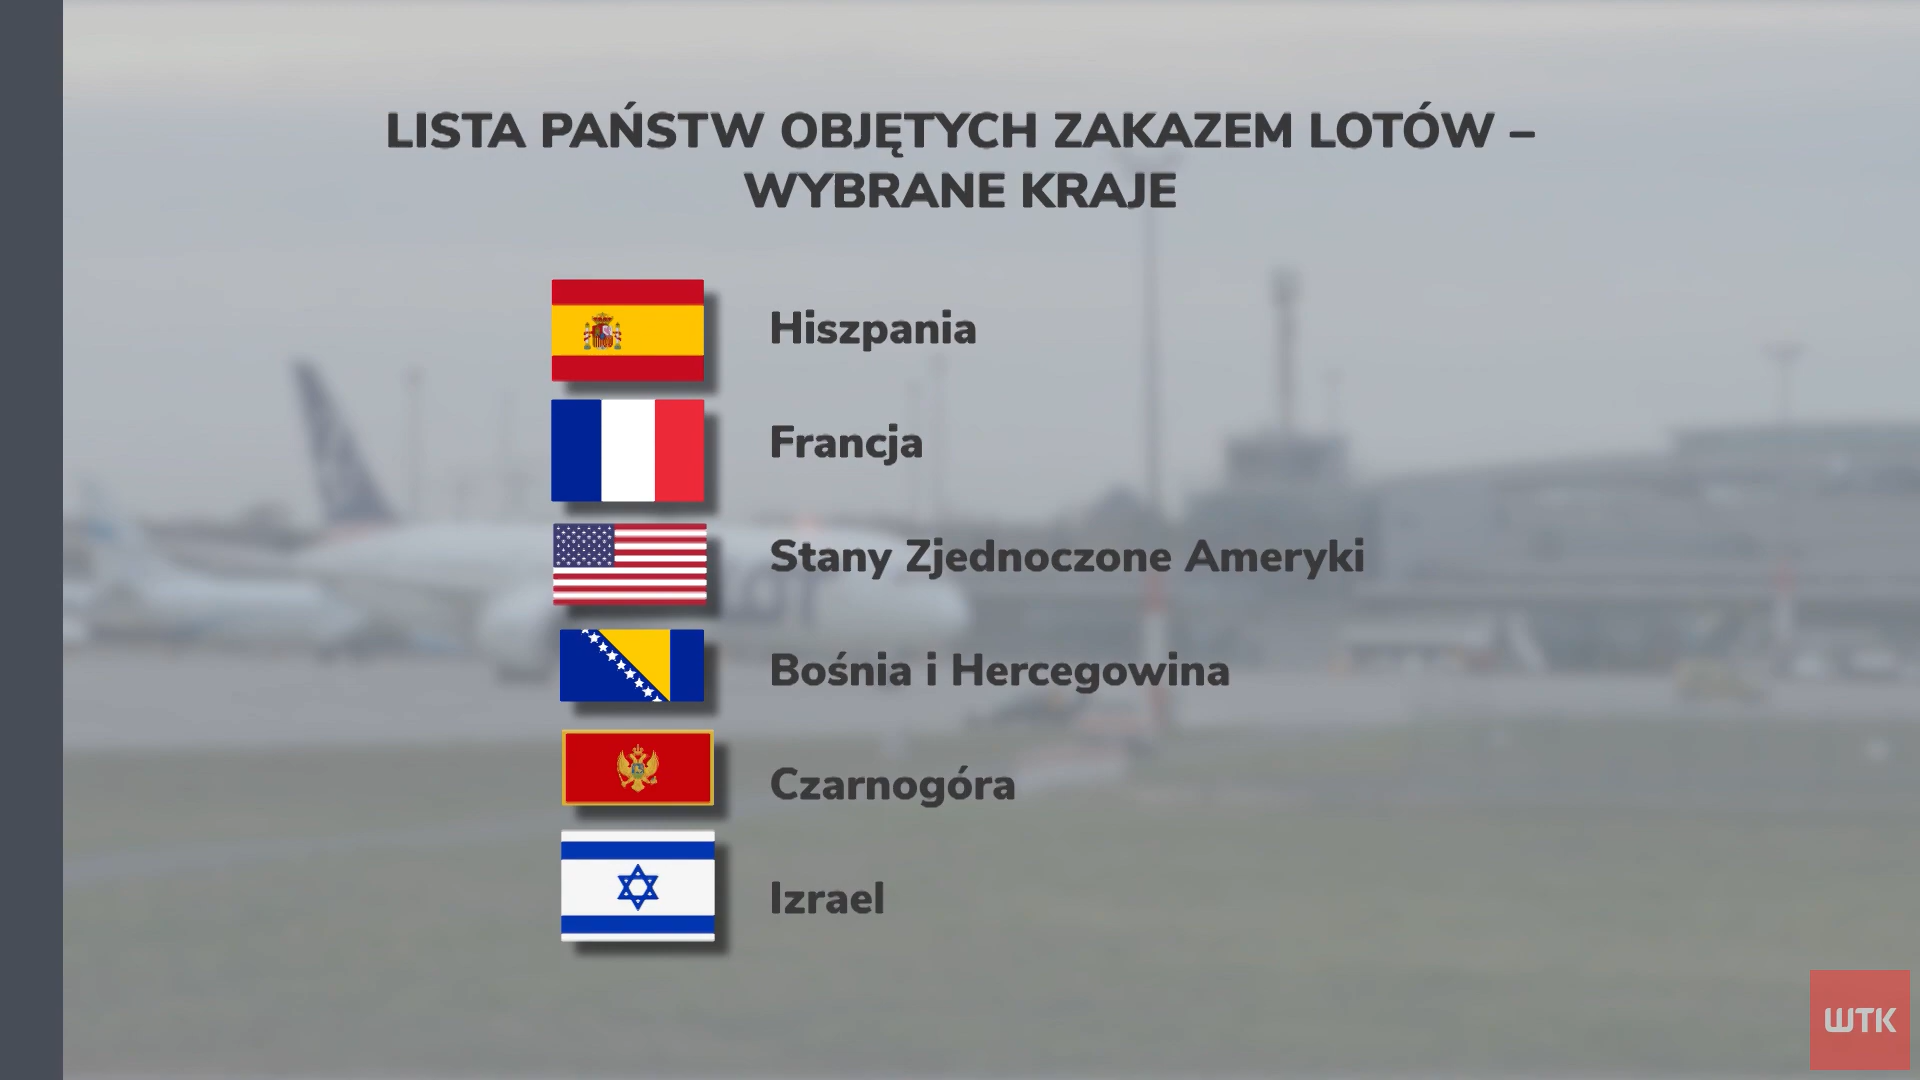 LISTA PAŃSTW OBJĘTYCH ZAKAZEM LOTÓW –
WYBRANE KRAJE
Hiszpania
Francja
Stany Zjednoczone Ameryki
Bośnia i Hercegowina
Czarnogóra
Izrael
WTK